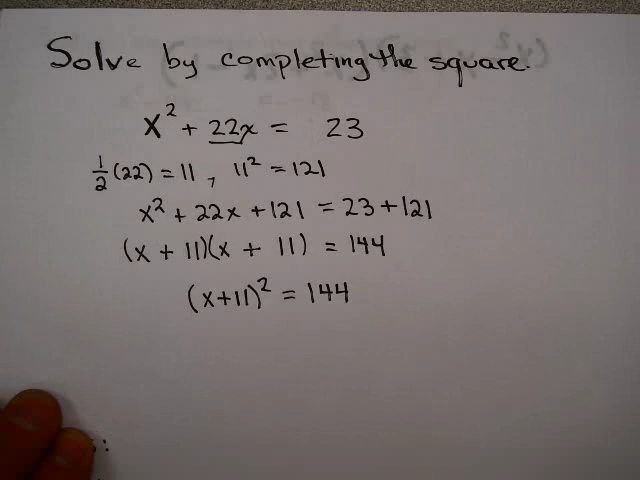 Solve by completing the square.
x² + 22x = 23
½(22) = 11 , 11² = 121
x² + 22x + 121 = 23 + 121
(x + 11)(x + 11) = 144
(x+11)² = 144